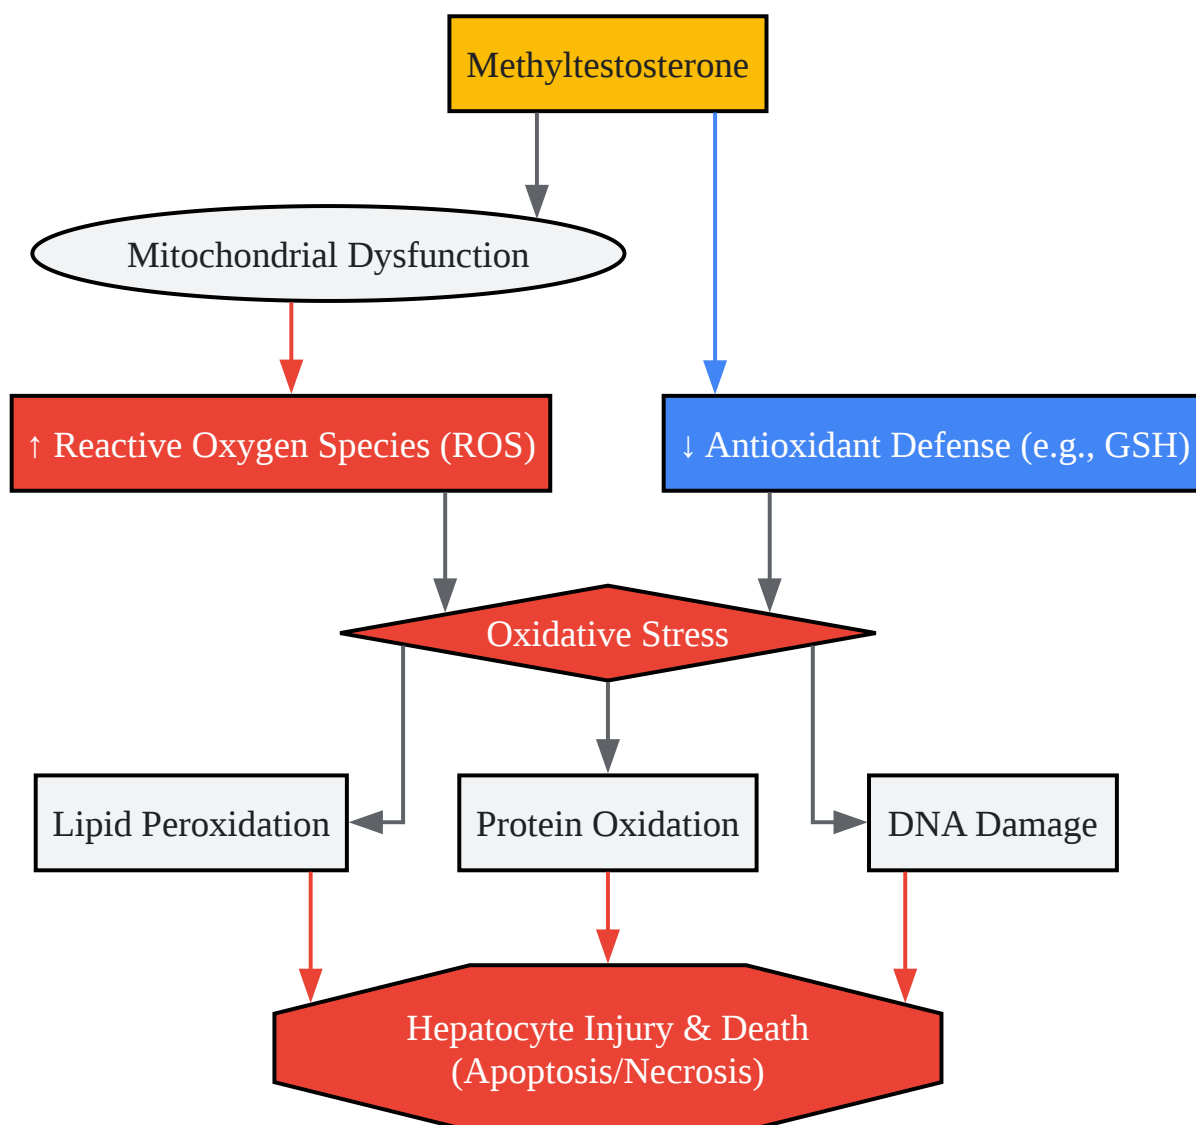 Methyltestosterone
Mitochondrial Dysfunction
↑ Reactive Oxygen Species (ROS)
↓ Antioxidant Defense (e.g., GSH)
Oxidative Stress
Lipid Peroxidation
Protein Oxidation
DNA Damage
Hepatocyte Injury & Death
(Apoptosis/Necrosis)